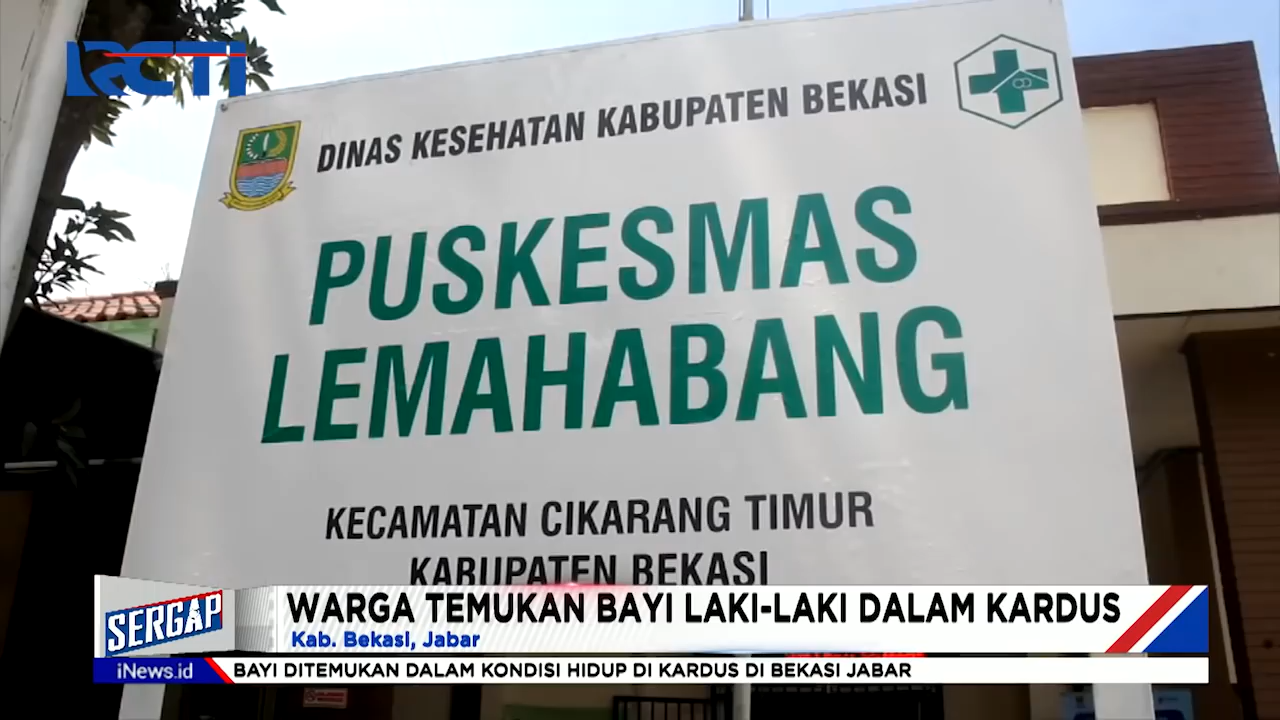 RCTI
DINAS KESEHATAN KABUPATEN BEKASI
PUSKESMAS
LEMAHABANG
KECAMATAN CIKARANG TIMUR
KABUPATEN BEKASI
SERGAP
WARGA TEMUKAN BAYI LAKI-LAKI DALAM KARDUS
Kab. Bekasi, Jabar
iNews.id
BAYI DITEMUKAN DALAM KONDISI HIDUP DI KARDUS DI BEKASI JABAR